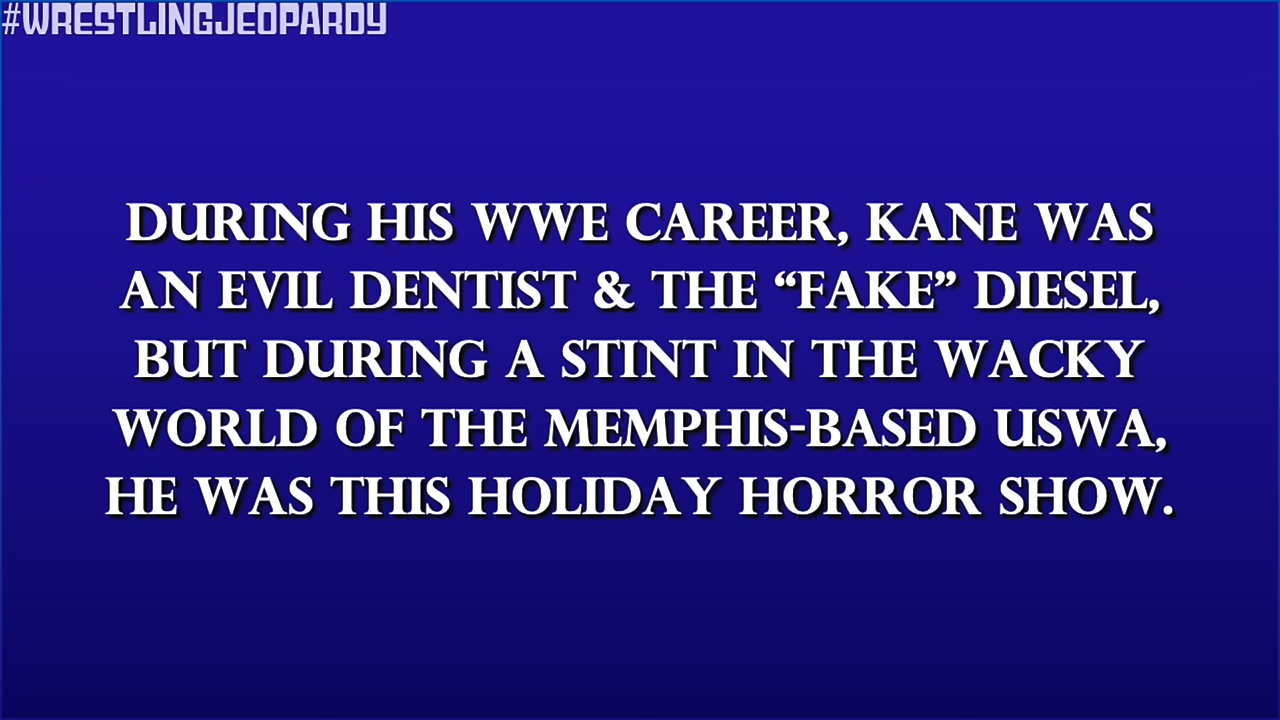 #WRESTLINGJEOPARDY
DURING HIS WWE CAREER, KANE WAS
AN EVIL DENTIST & THE “FAKE” DIESEL,
BUT DURING A STINT IN THE WACKY
WORLD OF THE MEMPHIS-BASED USWA,
HE WAS THIS HOLIDAY HORROR SHOW.